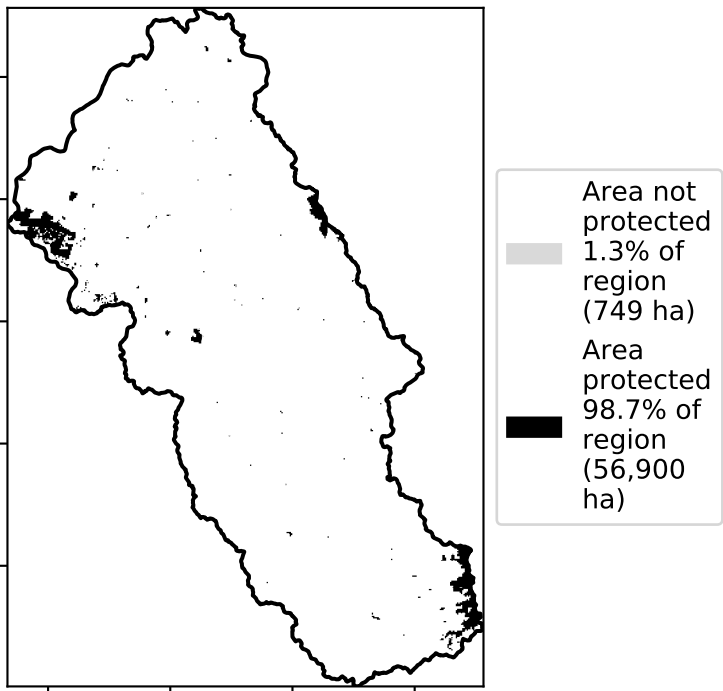 Area not
protected
1.3% of
region
(749 ha)
Area
protected
98.7% of
region
(56,900
ha)